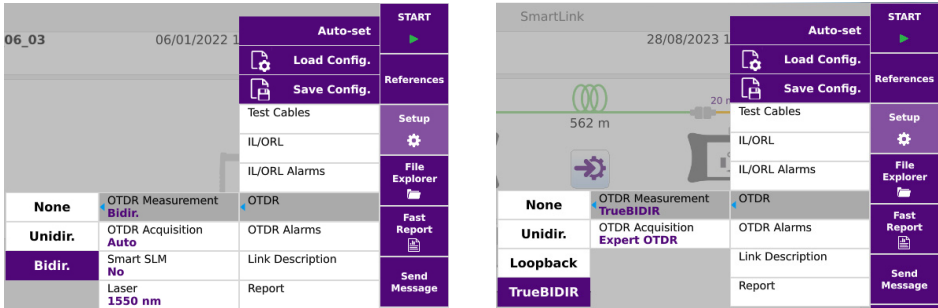 06_03
06/01/2022 1
Auto-set
Load Config.
Save Config.
Test Cables
IL/ORL
IL/ORL Alarms
OTDR
OTDR Alarms
Link Description
Report
None
Unidir.
Bidir.
OTDR Measurement
Bidir.
OTDR Acquisition
Auto
Smart SLM
No
Laser
1550 nm
START
References
Setup
File
Explorer
Fast
Report
Send
Message
SmartLink
28/08/2023 1
562 m
20
Auto-set
Load Config.
Save Config.
Test Cables
IL/ORL
IL/ORL Alarms
OTDR
OTDR Alarms
Link Description
Report
None
Unidir.
Loopback
TrueBIDIR
OTDR Measurement
TrueBIDIR
OTDR Acquisition
Expert OTDR
START
References
Setup
File
Explorer
Fast
Report
Send
Message